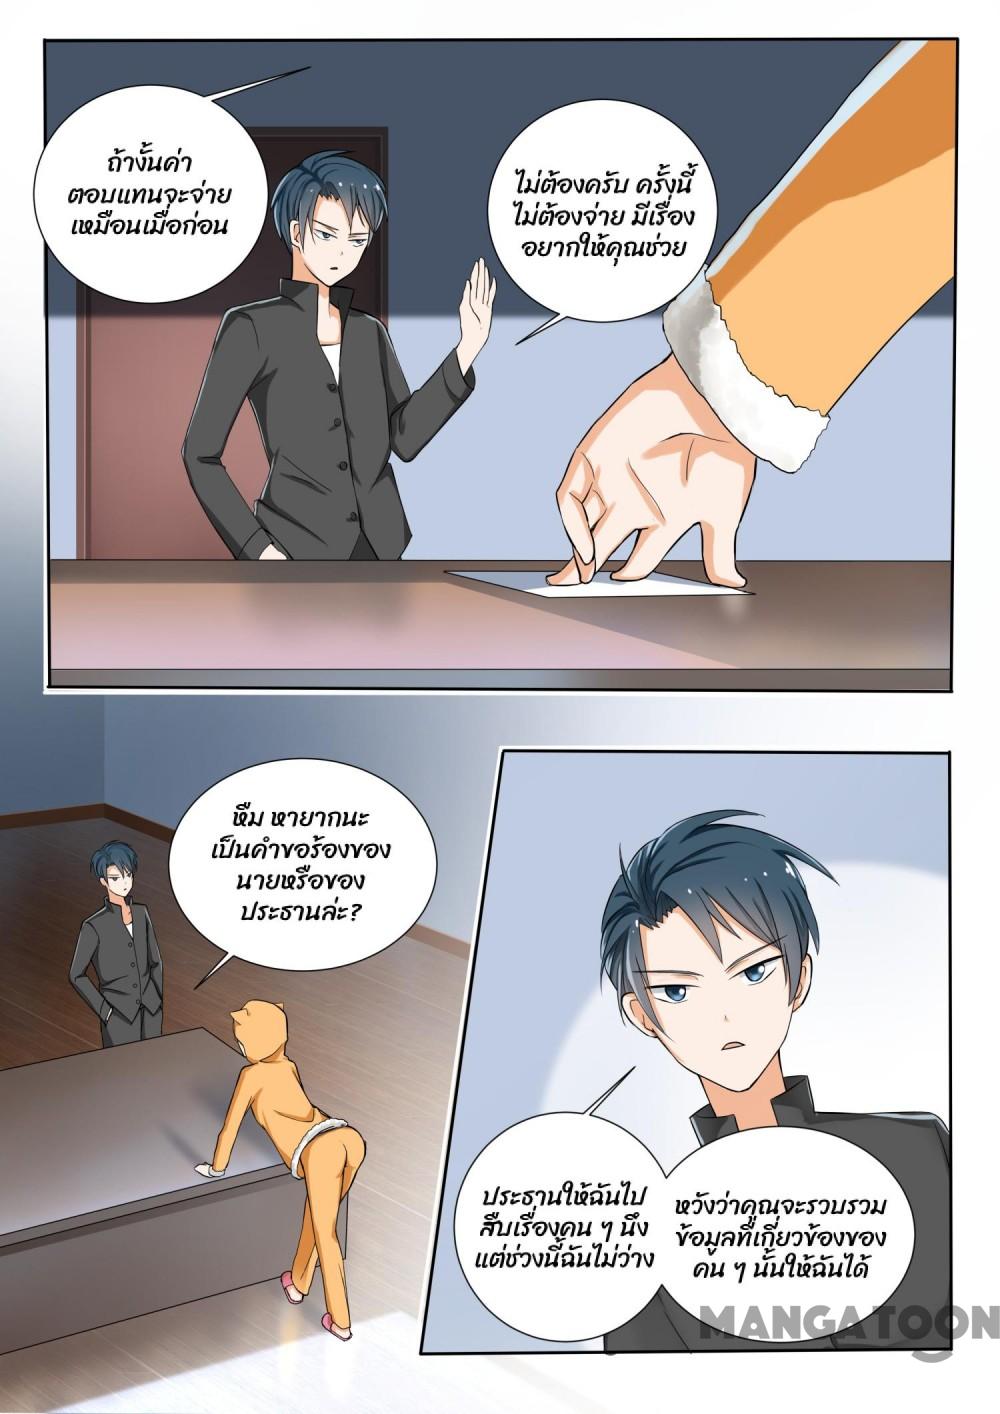 ถ้างั้นค่า
ตอบแทนจะจ่าย
เหมือนเมื่อก่อน
ไม่ต้องครับ ครั้งนี้
ไม่ต้องจ่าย มีเรื่อง
อยากให้คุณช่วย
หืม หายากนะ
เป็นคำขอร้องของ
นายหรือของ
ประธานล่ะ?
ประธานให้ฉันไป
สืบเรื่องคน ๆ นึง
แต่ช่วงนี้ฉันไม่ว่าง
หวังว่าคุณจะรวบรวม
ข้อมูลที่เกี่ยวข้องของ
คน ๆ นั้นให้ฉันได้
MANGATOON